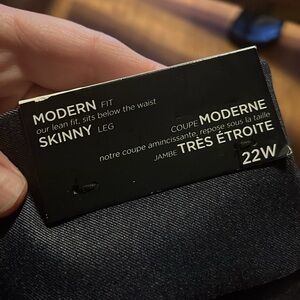 MODERN FIT
our lean fit. sits below the waist
SKINNY LEG
COUPE MODERNE
notre coupe amincissante, repose sous la taille
JAMBE TRÈS ÉTROITE
22W